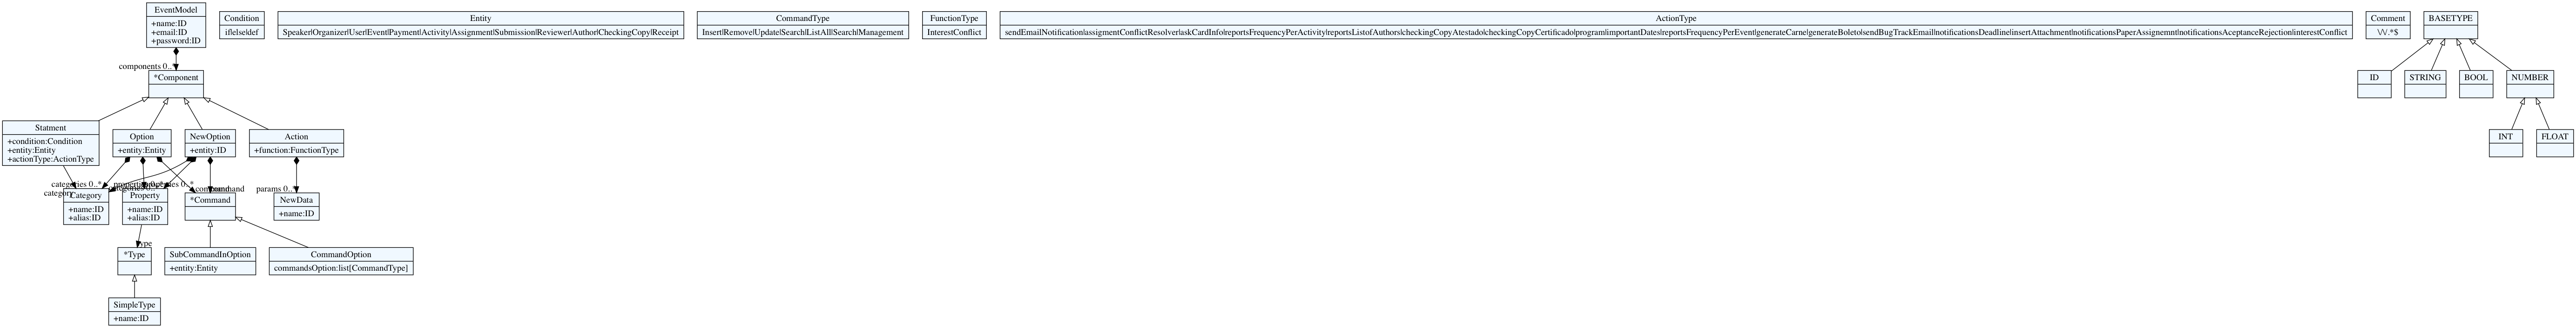 EventModel
+name:ID
+email:ID
+password:ID
Condition
if|else|def
Entity
Speaker|Organizer|User|Event|Payment|Activity|Assignment|Submission|Reviewer|Author|CheckingCopy|Receipt
CommandType
Insert|Remove|Update|Search|ListAll|Search|Management
FunctionType
InterestConflict
ActionType
sendEmailNotification|assigmentConflictResolver|askCardInfo|reportsFrequencyPerActivity|reportsListofAuthors|checkingCopyAtestado|checkingCopyCertificado|program|importantDates|reportsFrequencyPerEvent|generateCarne|generateBoleto|sendBugTrackEmail|notificationsDeadline|insertAttachment|notificationsPaperAssignemnt|notificationsAceptanceRejection|interestConflict
Comment
\/\/.*$
BASETYPE
components 0..*
*Component
ID
STRING
BOOL
NUMBER
Statment
+condition:Condition
+entity:Entity
+actionType:ActionType
Option
+entity:Entity
NewOption
+entity:ID
Action
+function:FunctionType
INT
FLOAT
categories 0..*
category
command
params 0..*
Category
+name:ID
+alias:ID
Property
+name:ID
+alias:ID
*Command
NewData
+name:ID
type
*Type
SubCommandInOption
+entity:Entity
CommandOption
commandsOption:list[CommandType]
SimpleType
+name:ID